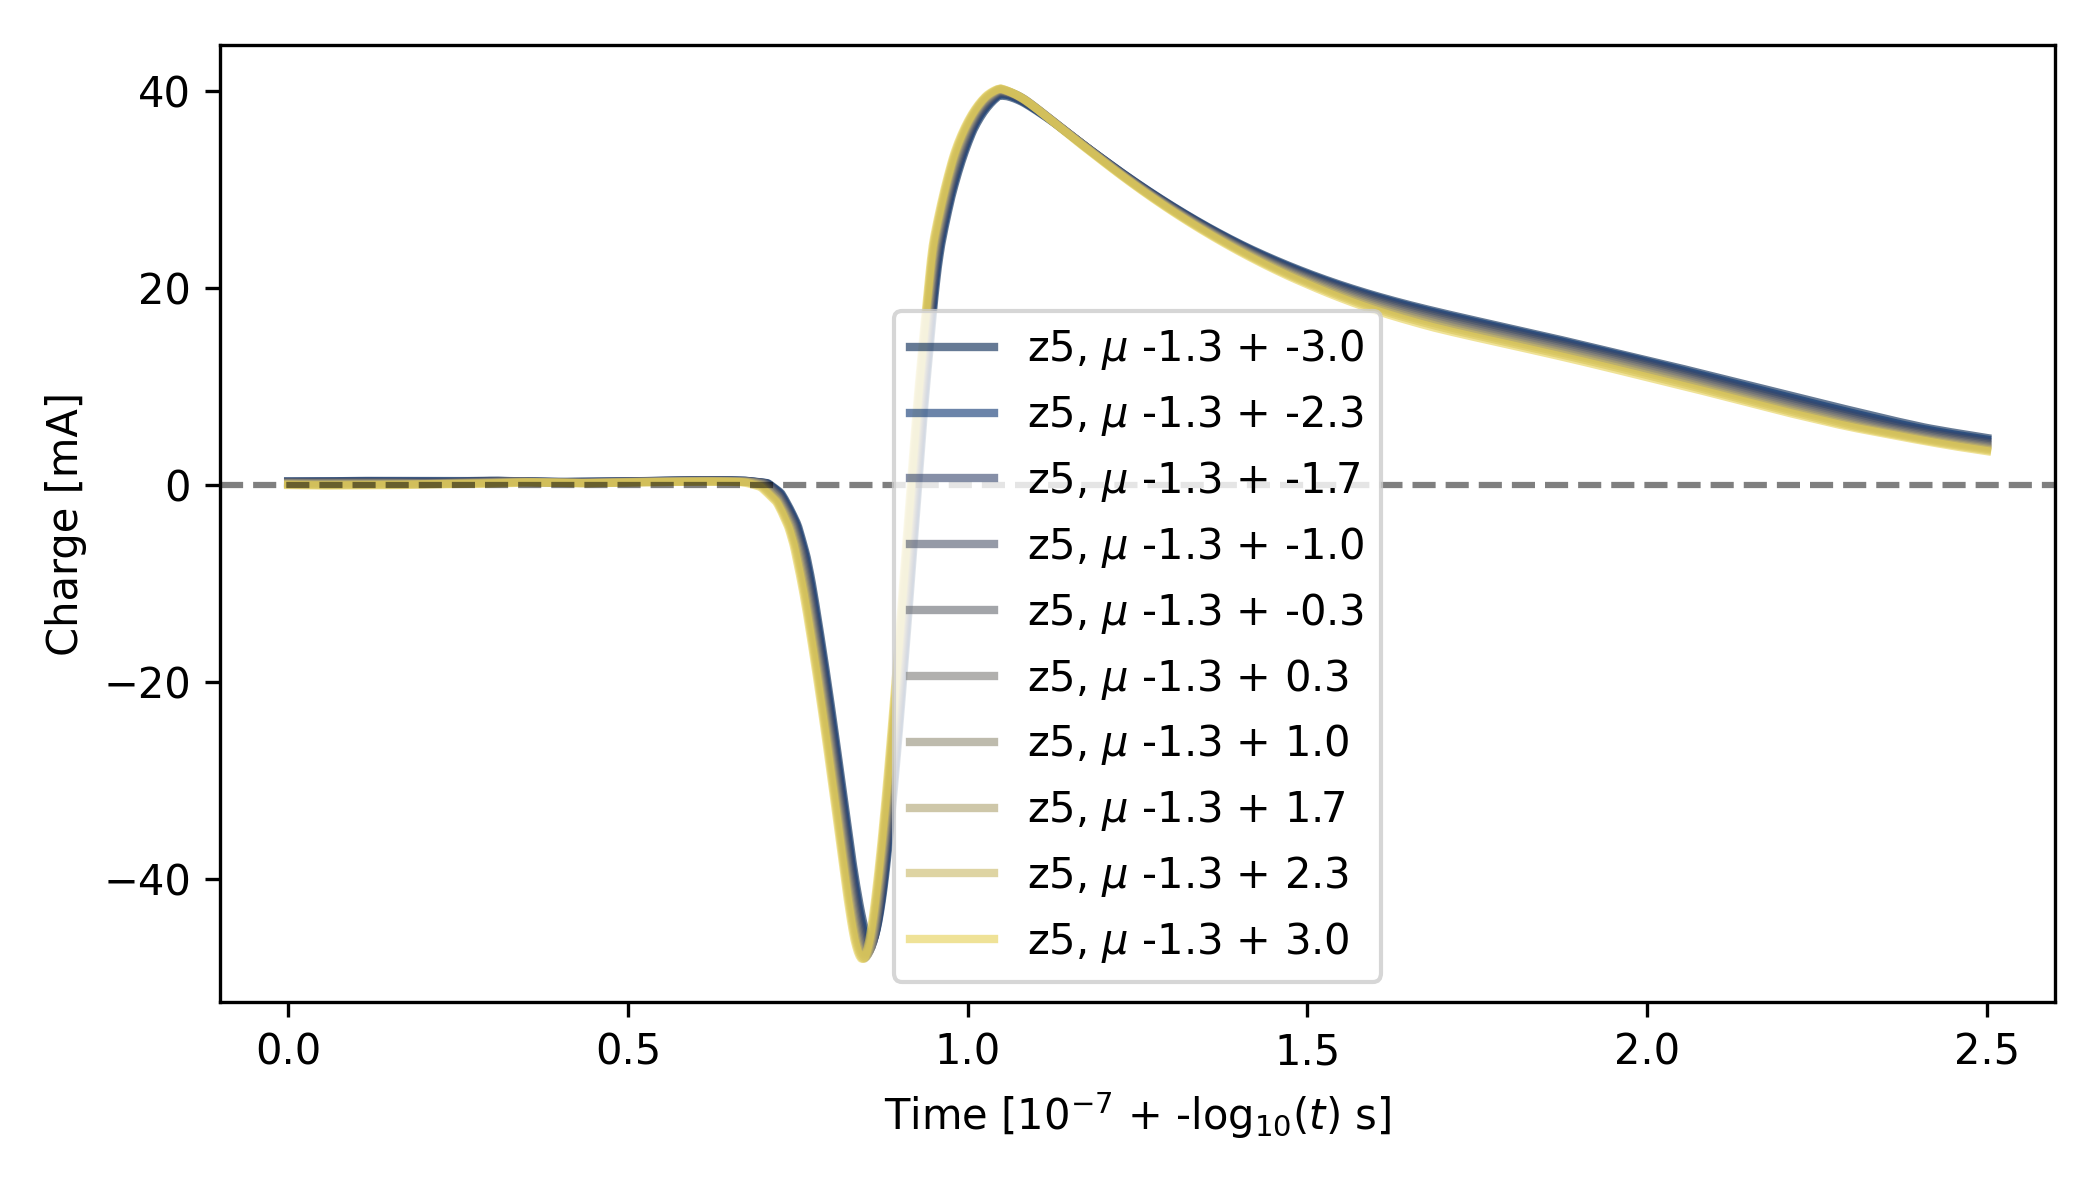 40
20
0
−20
−40
Charge [mA]
z5, μ -1.3 + -3.0
z5, μ -1.3 + -2.3
z5, μ -1.3 + -1.7
z5, μ -1.3 + -1.0
z5, μ -1.3 + -0.3
z5, μ -1.3 + 0.3
z5, μ -1.3 + 1.0
z5, μ -1.3 + 1.7
z5, μ -1.3 + 2.3
z5, μ -1.3 + 3.0
0.0 0.5 1.0 1.5 2.0 2.5
Time [10⁻⁷ + -log₁₀(t) s]